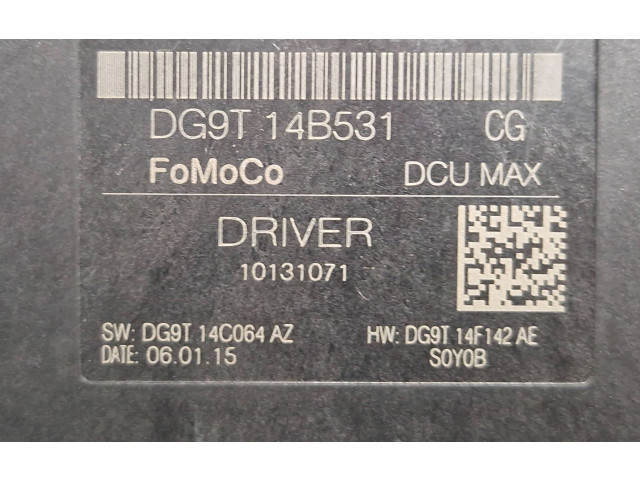 DG9T 14B531 CG
FoMoCo DCU MAX
DRIVER
10131071
SW: DG9T 14C064 AZ HW: DG9T 14F142 AE
DATE: 06.01.15 S0Y0B